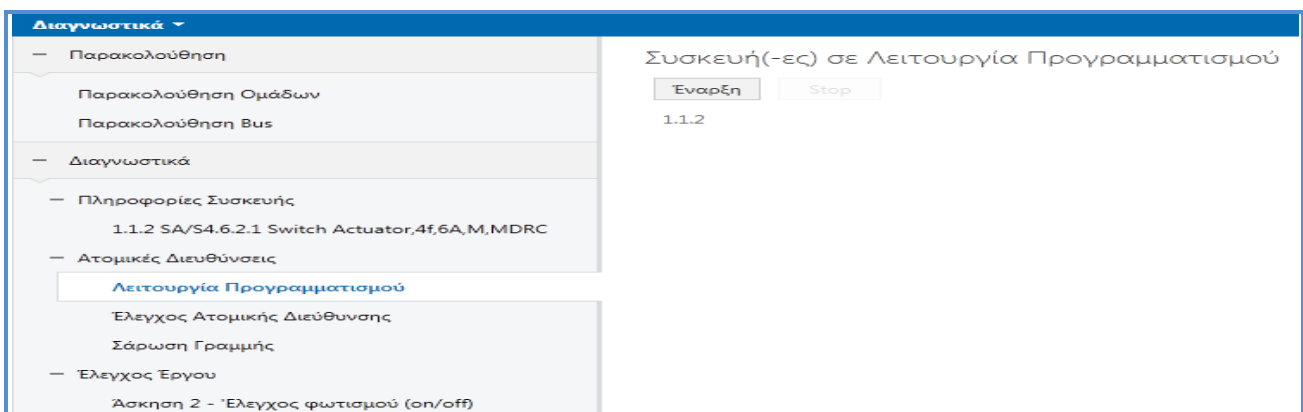 Διαγνωστικά
Παρακολούθηση
Παρακολούθηση Ομάδων
Παρακολούθηση Bus
Διαγνωστικά
Πληροφορίες Συσκευής
1.1.2 SA/S4.6.2.1 Switch Actuator,4f,6A,M,MDRC
Ατομικές Διευθύνσεις
Λειτουργία Προγραμματισμού
Έλεγχος Ατομικής Διεύθυνσης
Σάρωση Γραμμής
Έλεγχος Έργου
Άσκηση 2 - Έλεγχος φωτισμού (on/off)
Συσκευή(-ες) σε Λειτουργία Προγραμματισμού
Έναρξη Stop
1.1.2